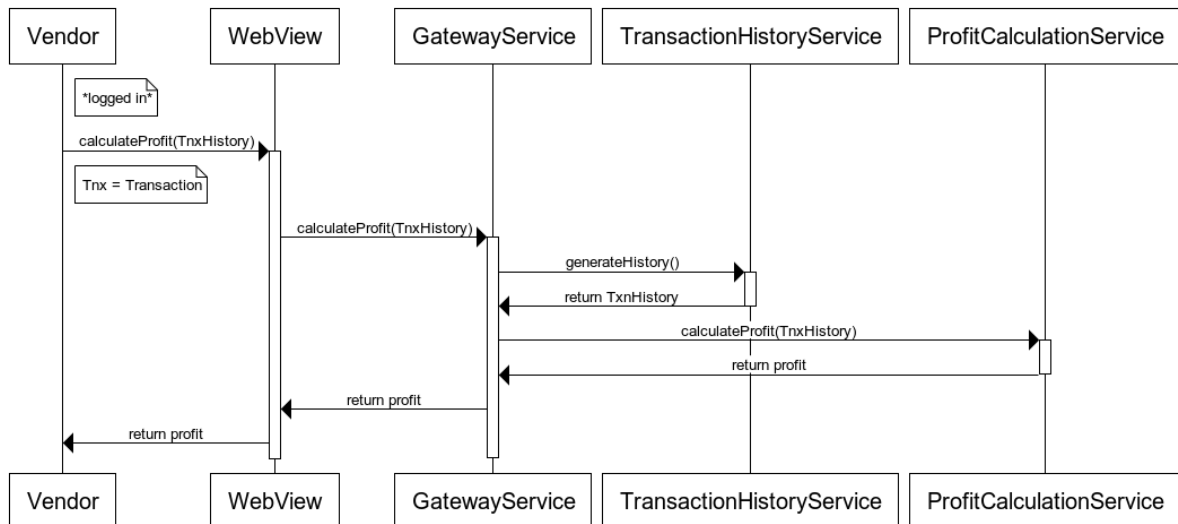 Vendor
WebView
GatewayService
TransactionHistoryService
ProfitCalculationService
*logged in*
calculateProfit(TnxHistory)
Tnx = Transaction
calculateProfit(TnxHistory)
generateHistory()
return TxnHistory
calculateProfit(TnxHistory)
return profit
return profit
return profit
Vendor
WebView
GatewayService
TransactionHistoryService
ProfitCalculationService